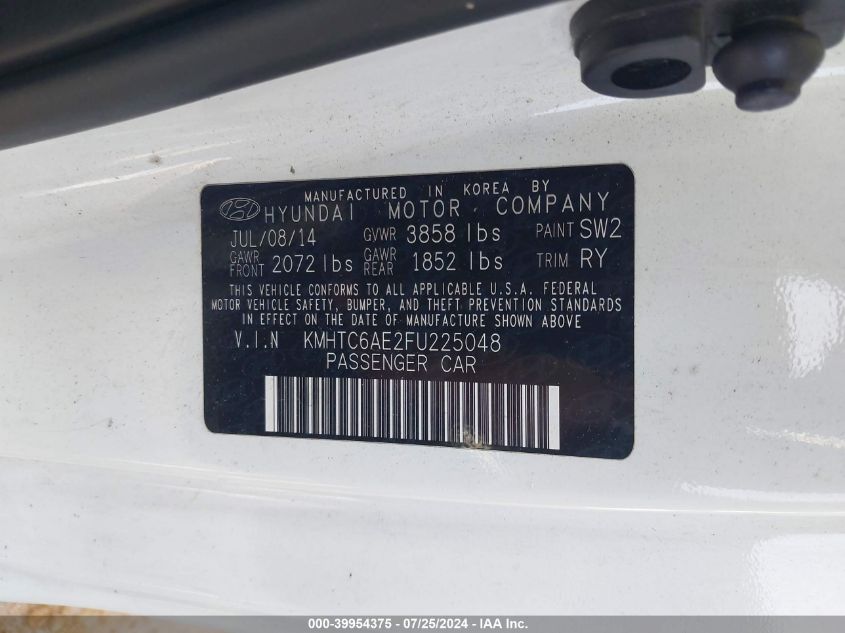 MANUFACTURED IN KOREA BY
HYUNDAI MOTOR COMPANY
JUL/08/14 GVWR 3858 lbs PAINT SW2
GAWR FRONT 2072 lbs GAWR REAR 1852 lbs TRIM RY
THIS VEHICLE CONFORMS TO ALL APPLICABLE U.S.A. FEDERAL
MOTOR VEHICLE SAFETY, BUMPER, AND THEFT PREVENTION STANDARDS
IN EFFECT ON THE DATE OF MANUFACTURE SHOWN ABOVE
V.I.N KMHTC6AE2FU225048
PASSENGER CAR
000-39954375 - 07/25/2024 - IAA Inc.